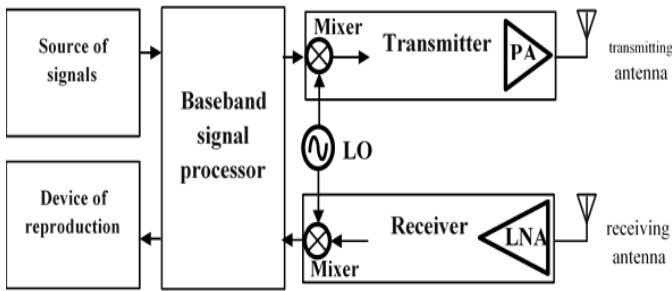 Source of
signals
Device of
reproduction
Baseband
signal
processor
Mixer
Transmitter
PA
transmitting
antenna
LO
Receiver
LNA
Mixer
receiving
antenna